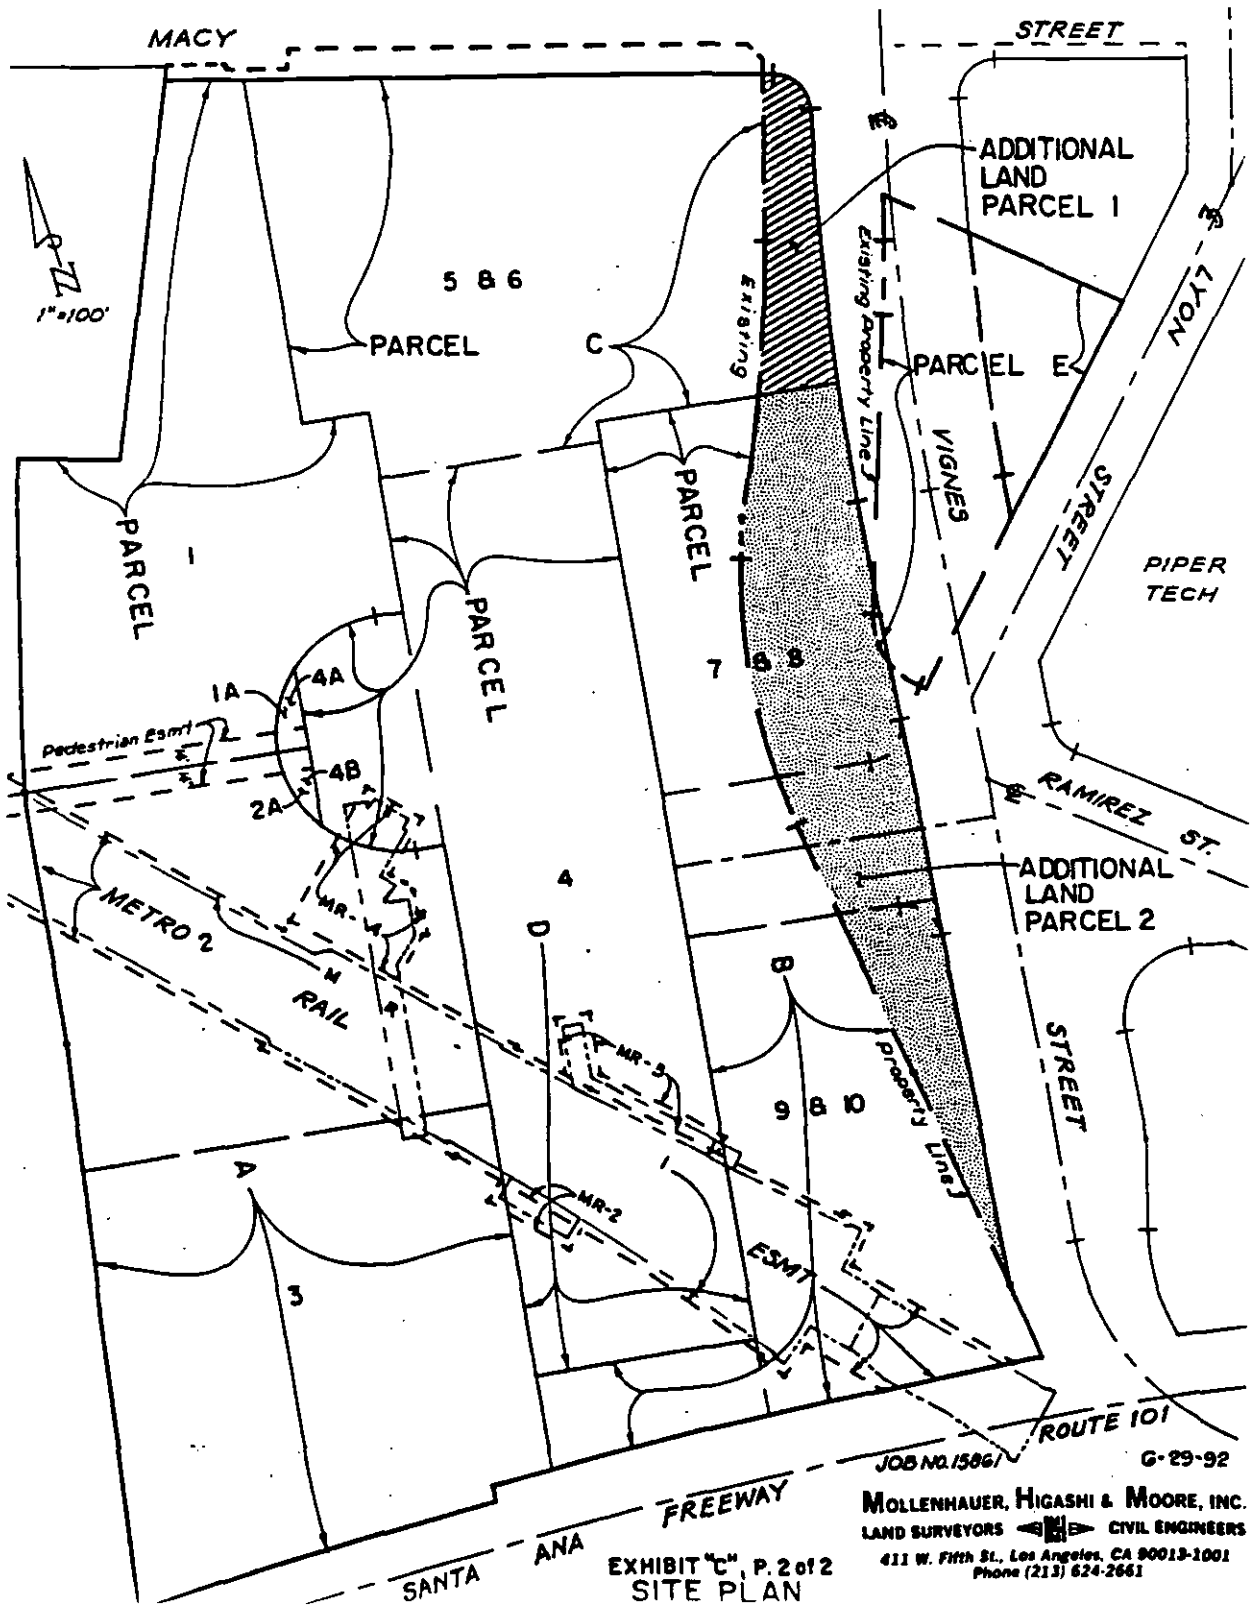 MACY
STREET
ADDITIONAL
LAND
PARCEL 1
1"=100'
5 & 6
PARCEL
C
Existing
Existing Property Line
PARCEL E
LYON
STREET
VIGNES
PARCEL
1
PARCEL
PARCEL
PIPER
TECH
7 & 8
1A
4A
Pedestrian Esmt
4B
2A
RAMIREZ ST.
ADDITIONAL
LAND
PARCEL 2
4
D
B
METRO 2
MR-4
M
R
RAIL
MR-3
STREET
9 & 10
Property Line
A
MR-2
ESMT
3
ROUTE 101
JOB NO. 15861
6-29-92
FREEWAY
ANA
SANTA
MOLLENHAUER, HIGASHI & MOORE, INC.
LAND SURVEYORS CIVIL ENGINEERS
411 W. Fifth St., Los Angeles, CA 90013-1001
Phone (213) 624-2661
EXHIBIT "C", P. 2 of 2
SITE PLAN